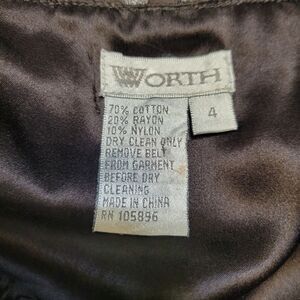 WORTH
4
70% COTTON
20% RAYON
10% NYLON
DRY CLEAN ONLY
REMOVE BELT
FROM GARMENT
BEFORE DRY
CLEANING
MADE IN CHINA
RN 105896